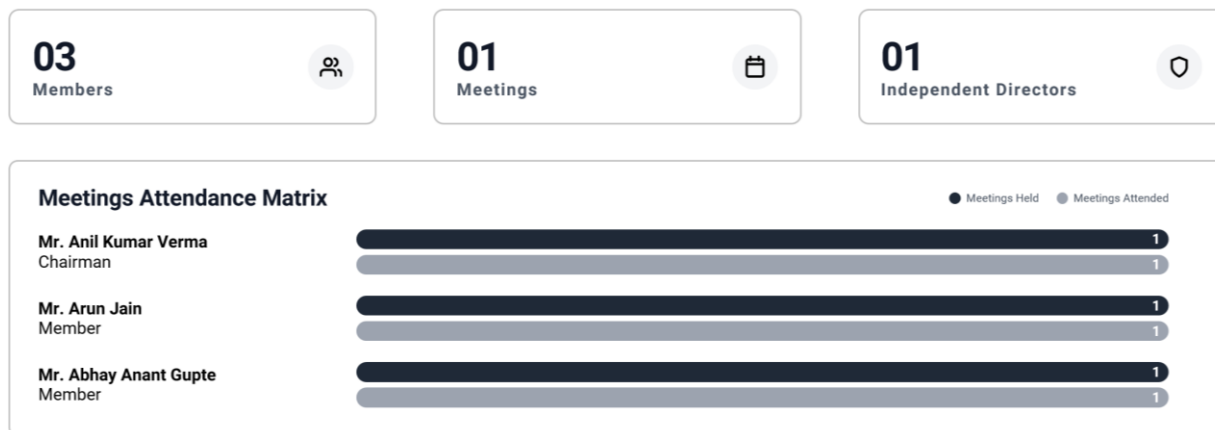 03
Members
01
Meetings
01
Independent Directors
Meetings Attendance Matrix
Meetings Held
Meetings Attended
Mr. Anil Kumar Verma
Chairman
1
1
Mr. Arun Jain
Member
1
1
Mr. Abhay Anant Gupte
Member
1
1